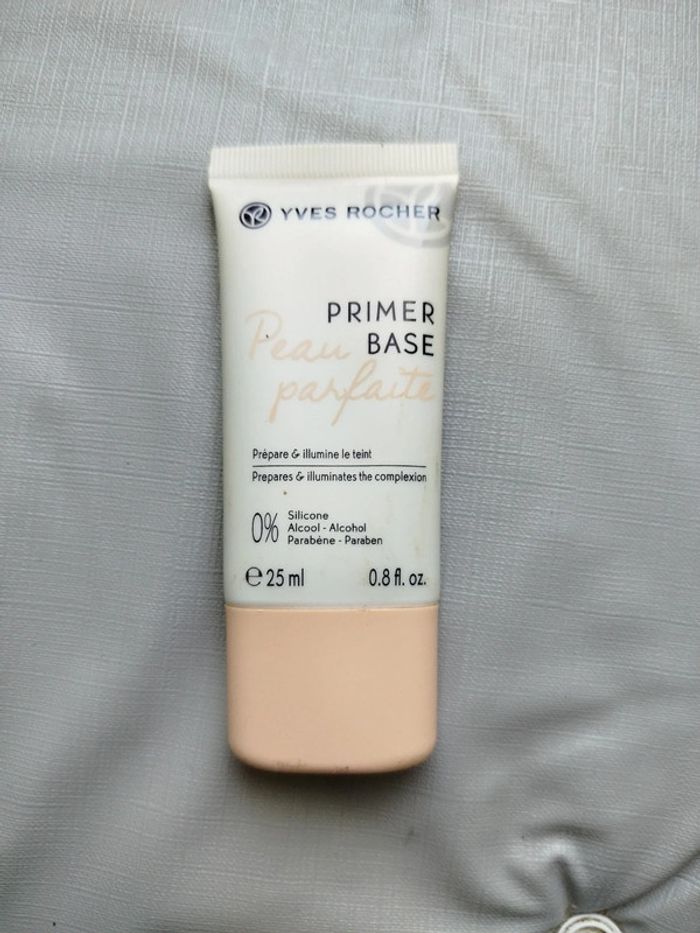 YVES ROCHER
PRIMER
BASE
Peau
parfaite
Prépare & illumine le teint
Prepares & illuminates the complexion
0%
Silicone
Alcool - Alcohol
Parabène - Paraben
℮ 25 ml 0.8 fl. oz.